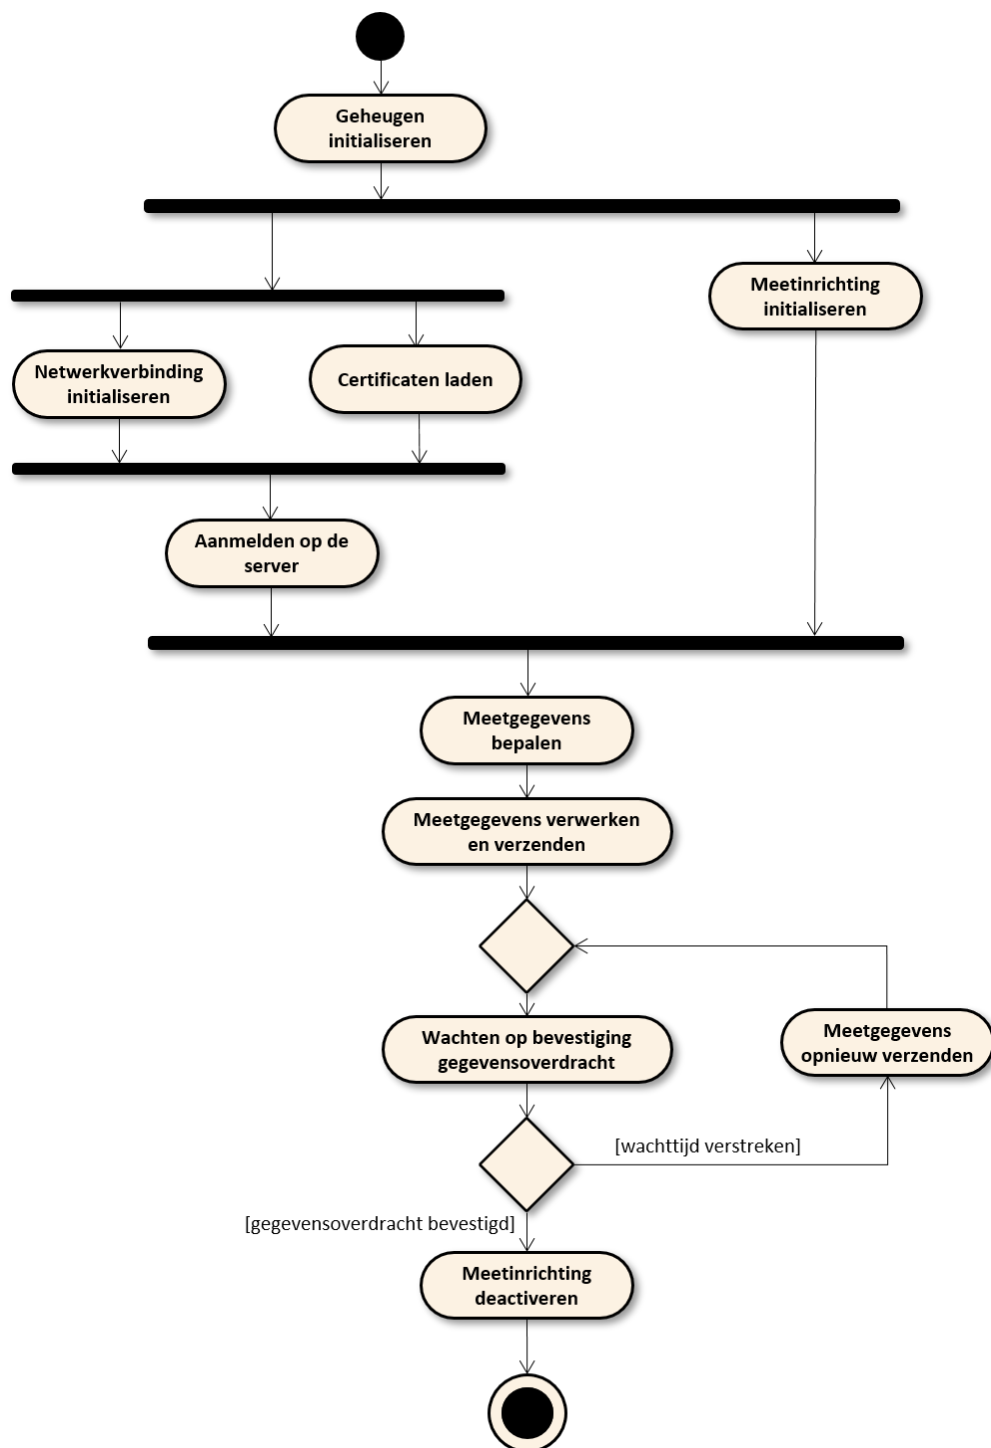 Geheugen
initialiseren
Meetinrichting
initialiseren
Netwerkverbinding
initialiseren
Certificaten laden
Aanmelden op de
server
Meetgegevens
bepalen
Meetgegevens verwerken
en verzenden
Wachten op bevestiging
gegevensoverdracht
Meetgegevens
opnieuw verzenden
[wachttijd verstreken]
[gegevensoverdracht bevestigd]
Meetinrichting
deactiveren